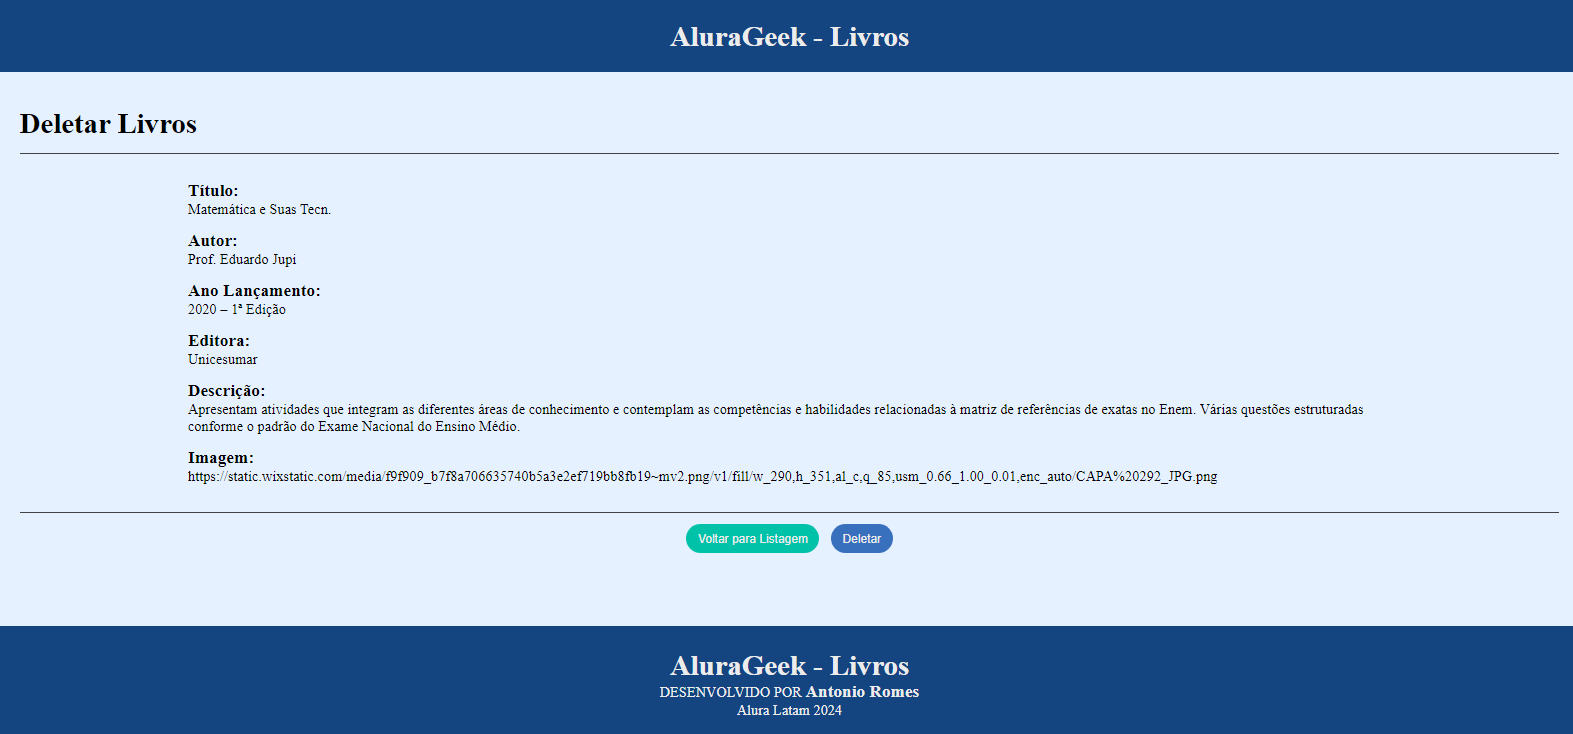 AluraGeek - Livros
Deletar Livros
Título:
Matemática e Suas Tecn.
Autor:
Prof. Eduardo Jupi
Ano Lançamento:
2020 – 1ª Edição
Editora:
Unicesumar
Descrição:
Apresentam atividades que integram as diferentes áreas de conhecimento e contemplam as competências e habilidades relacionadas à matriz de referências de exatas no Enem. Várias questões estruturadas
conforme o padrão do Exame Nacional do Ensino Médio.
Imagem:
https://static.wixstatic.com/media/f9f909_b7f8a706635740b5a3e2ef719bb8fb19~mv2.png/v1/fill/w_290,h_351,al_c,q_85,usm_0.66_1.00_0.01,enc_auto/CAPA%20292_JPG.png
Voltar para Listagem Deletar
AluraGeek - Livros
DESENVOLVIDO POR Antonio Romes
Alura Latam 2024